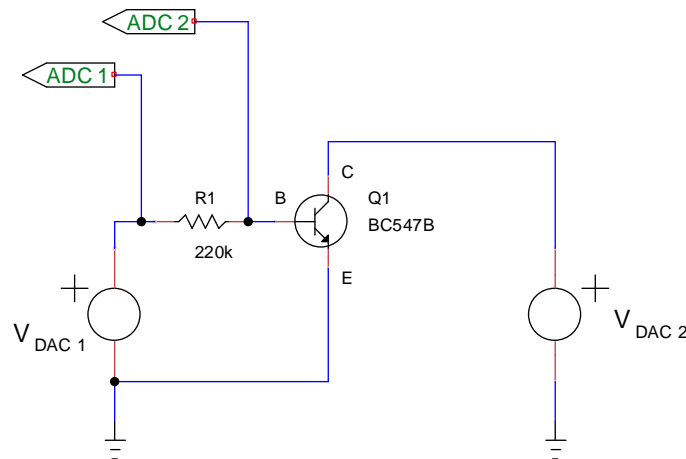 ADC 2
ADC 1
C
R1
B
Q1
BC547B
220k
E
+
V DAC 1
+
V DAC 2